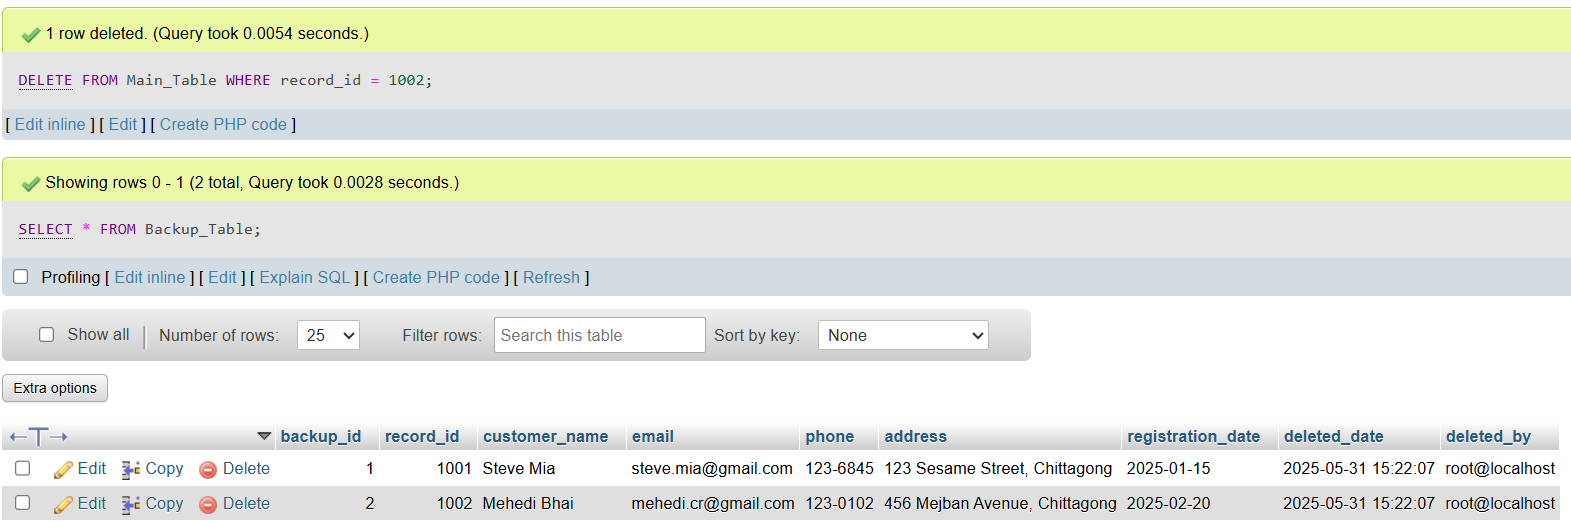 1 row deleted. (Query took 0.0054 seconds.)
DELETE FROM Main_Table WHERE record_id = 1002;
[ Edit inline ] [ Edit ] [ Create PHP code ]
Showing rows 0 - 1 (2 total, Query took 0.0028 seconds.)
SELECT * FROM Backup_Table;
Profiling [ Edit inline ] [ Edit ] [ Explain SQL ] [ Create PHP code ] [ Refresh ]
Show all Number of rows: 25 Filter rows: Search this table Sort by key: None
Extra options
backup_id record_id customer_name email phone address registration_date deleted_date deleted_by
Edit Copy Delete 1 1001 Steve Mia steve.mia@gmail.com 123-6845 123 Sesame Street, Chittagong 2025-01-15 2025-05-31 15:22:07 root@localhost
Edit Copy Delete 2 1002 Mehedi Bhai mehedi.cr@gmail.com 123-0102 456 Mejban Avenue, Chittagong 2025-02-20 2025-05-31 15:22:07 root@localhost